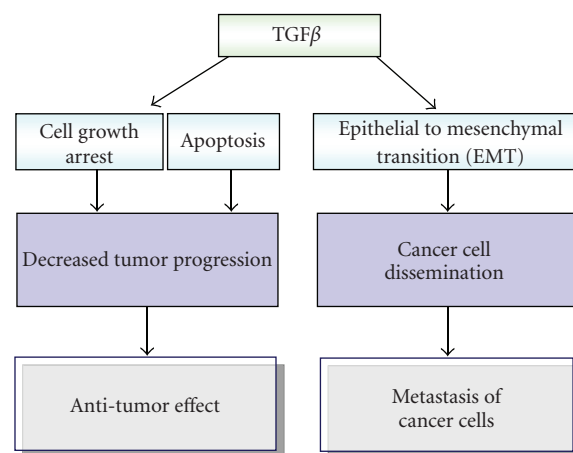 TGFβ
Cell growth
arrest
Apoptosis
Epithelial to mesenchymal
transition (EMT)
Decreased tumor progression
Cancer cell
dissemination
Anti-tumor effect
Metastasis of
cancer cells